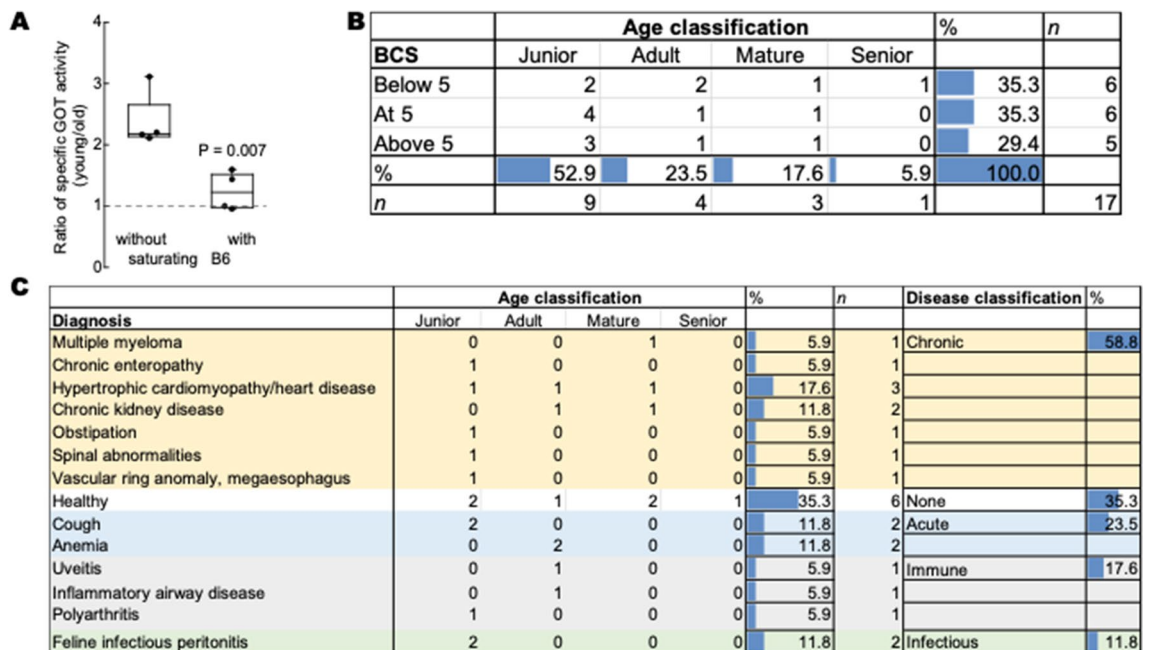 A
4
3
2
1
0
Ratio of specific GOT activity
(young/old)
P = 0.007
without with
saturating B6
B
Age classification % n
BCS Junior Adult Mature Senior
Below 5 2 2 1 1 35.3 6
At 5 4 1 1 0 35.3 6
Above 5 3 1 1 0 29.4 5
% 52.9 23.5 17.6 5.9 100.0
n 9 4 3 1 17
C
Age classification % n Disease classification %
Diagnosis Junior Adult Mature Senior
Multiple myeloma 0 0 1 0 5.9 1 Chronic 58.8
Chronic enteropathy 1 0 0 0 5.9 1
Hypertrophic cardiomyopathy/heart disease 1 1 1 0 17.6 3
Chronic kidney disease 0 1 1 0 11.8 2
Obstipation 1 0 0 0 5.9 1
Spinal abnormalities 1 0 0 0 5.9 1
Vascular ring anomaly, megaesophagus 1 0 0 0 5.9 1
Healthy 2 1 2 1 35.3 6 None 35.3
Cough 2 0 0 0 11.8 2 Acute 23.5
Anemia 0 2 0 0 11.8 2
Uveitis 0 1 0 0 5.9 1 Immune 17.6
Inflammatory airway disease 0 1 0 0 5.9 1
Polyarthritis 1 0 0 0 5.9 1
Feline infectious peritonitis 2 0 0 0 11.8 2 Infectious 11.8